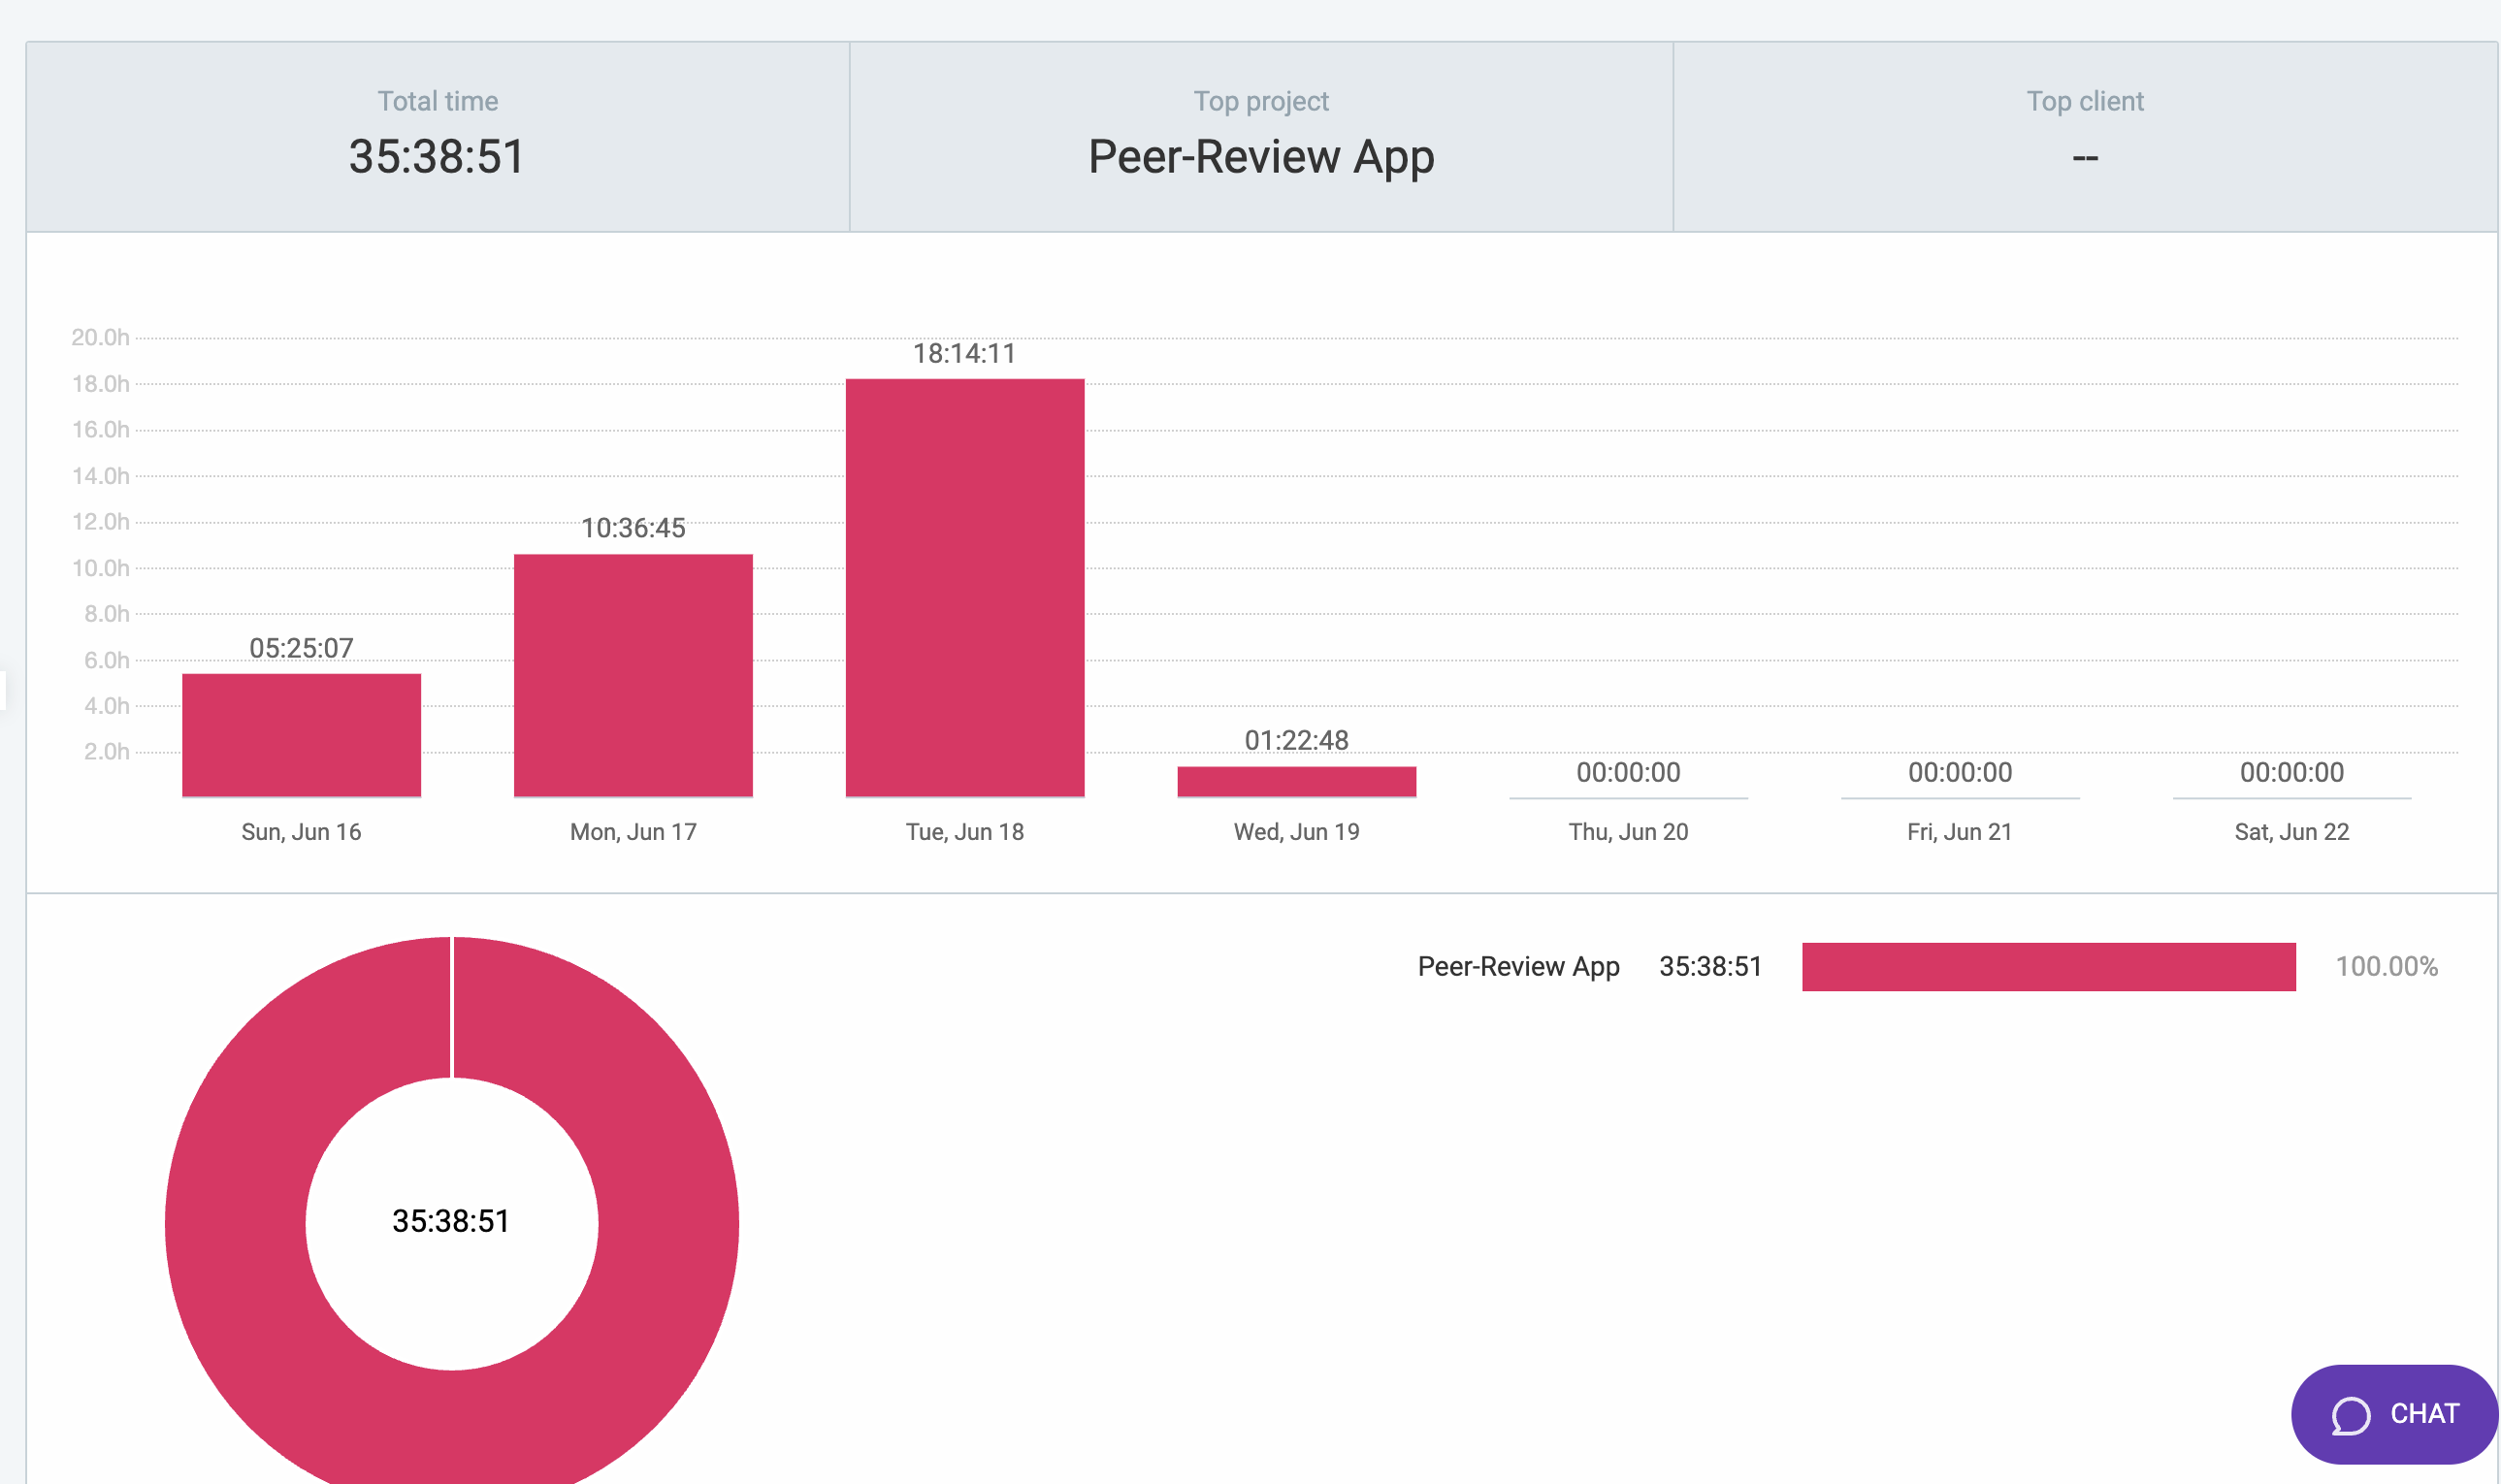 Total time
35:38:51
Top project
Peer-Review App
Top client
--
20.0h
18.0h
16.0h
14.0h
12.0h
10.0h
8.0h
6.0h
4.0h
2.0h
05:25:07
10:36:45
18:14:11
01:22:48
00:00:00
00:00:00
00:00:00
Sun, Jun 16
Mon, Jun 17
Tue, Jun 18
Wed, Jun 19
Thu, Jun 20
Fri, Jun 21
Sat, Jun 22
35:38:51
Peer-Review App 35:38:51 100.00%
CHAT